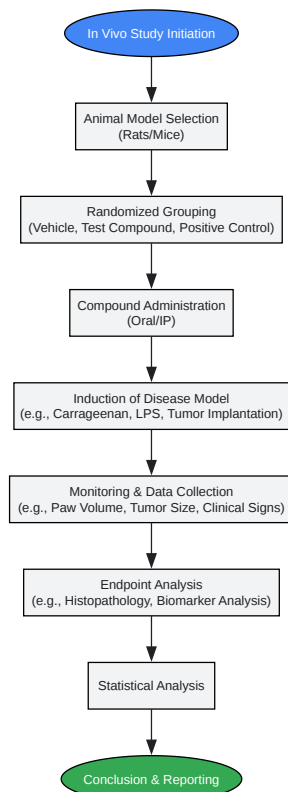 In Vivo Study Initiation
Animal Model Selection
(Rats/Mice)
Randomized Grouping
(Vehicle, Test Compound, Positive Control)
Compound Administration
(Oral/IP)
Induction of Disease Model
(e.g., Carrageenan, LPS, Tumor Implantation)
Monitoring & Data Collection
(e.g., Paw Volume, Tumor Size, Clinical Signs)
Endpoint Analysis
(e.g., Histopathology, Biomarker Analysis)
Statistical Analysis
Conclusion & Reporting